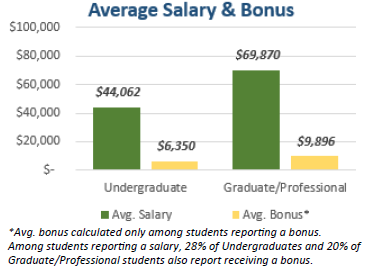 Average Salary & Bonus
$100,000
$80,000
$60,000
$40,000
$20,000
$-
$44,062
$6,350
$69,870
$9,896
Undergraduate
Graduate/Professional
Avg. Salary
Avg. Bonus*
*Avg. bonus calculated only among students reporting a bonus.
Among students reporting a salary, 28% of Undergraduates and 20% of
Graduate/Professional students also report receiving a bonus.